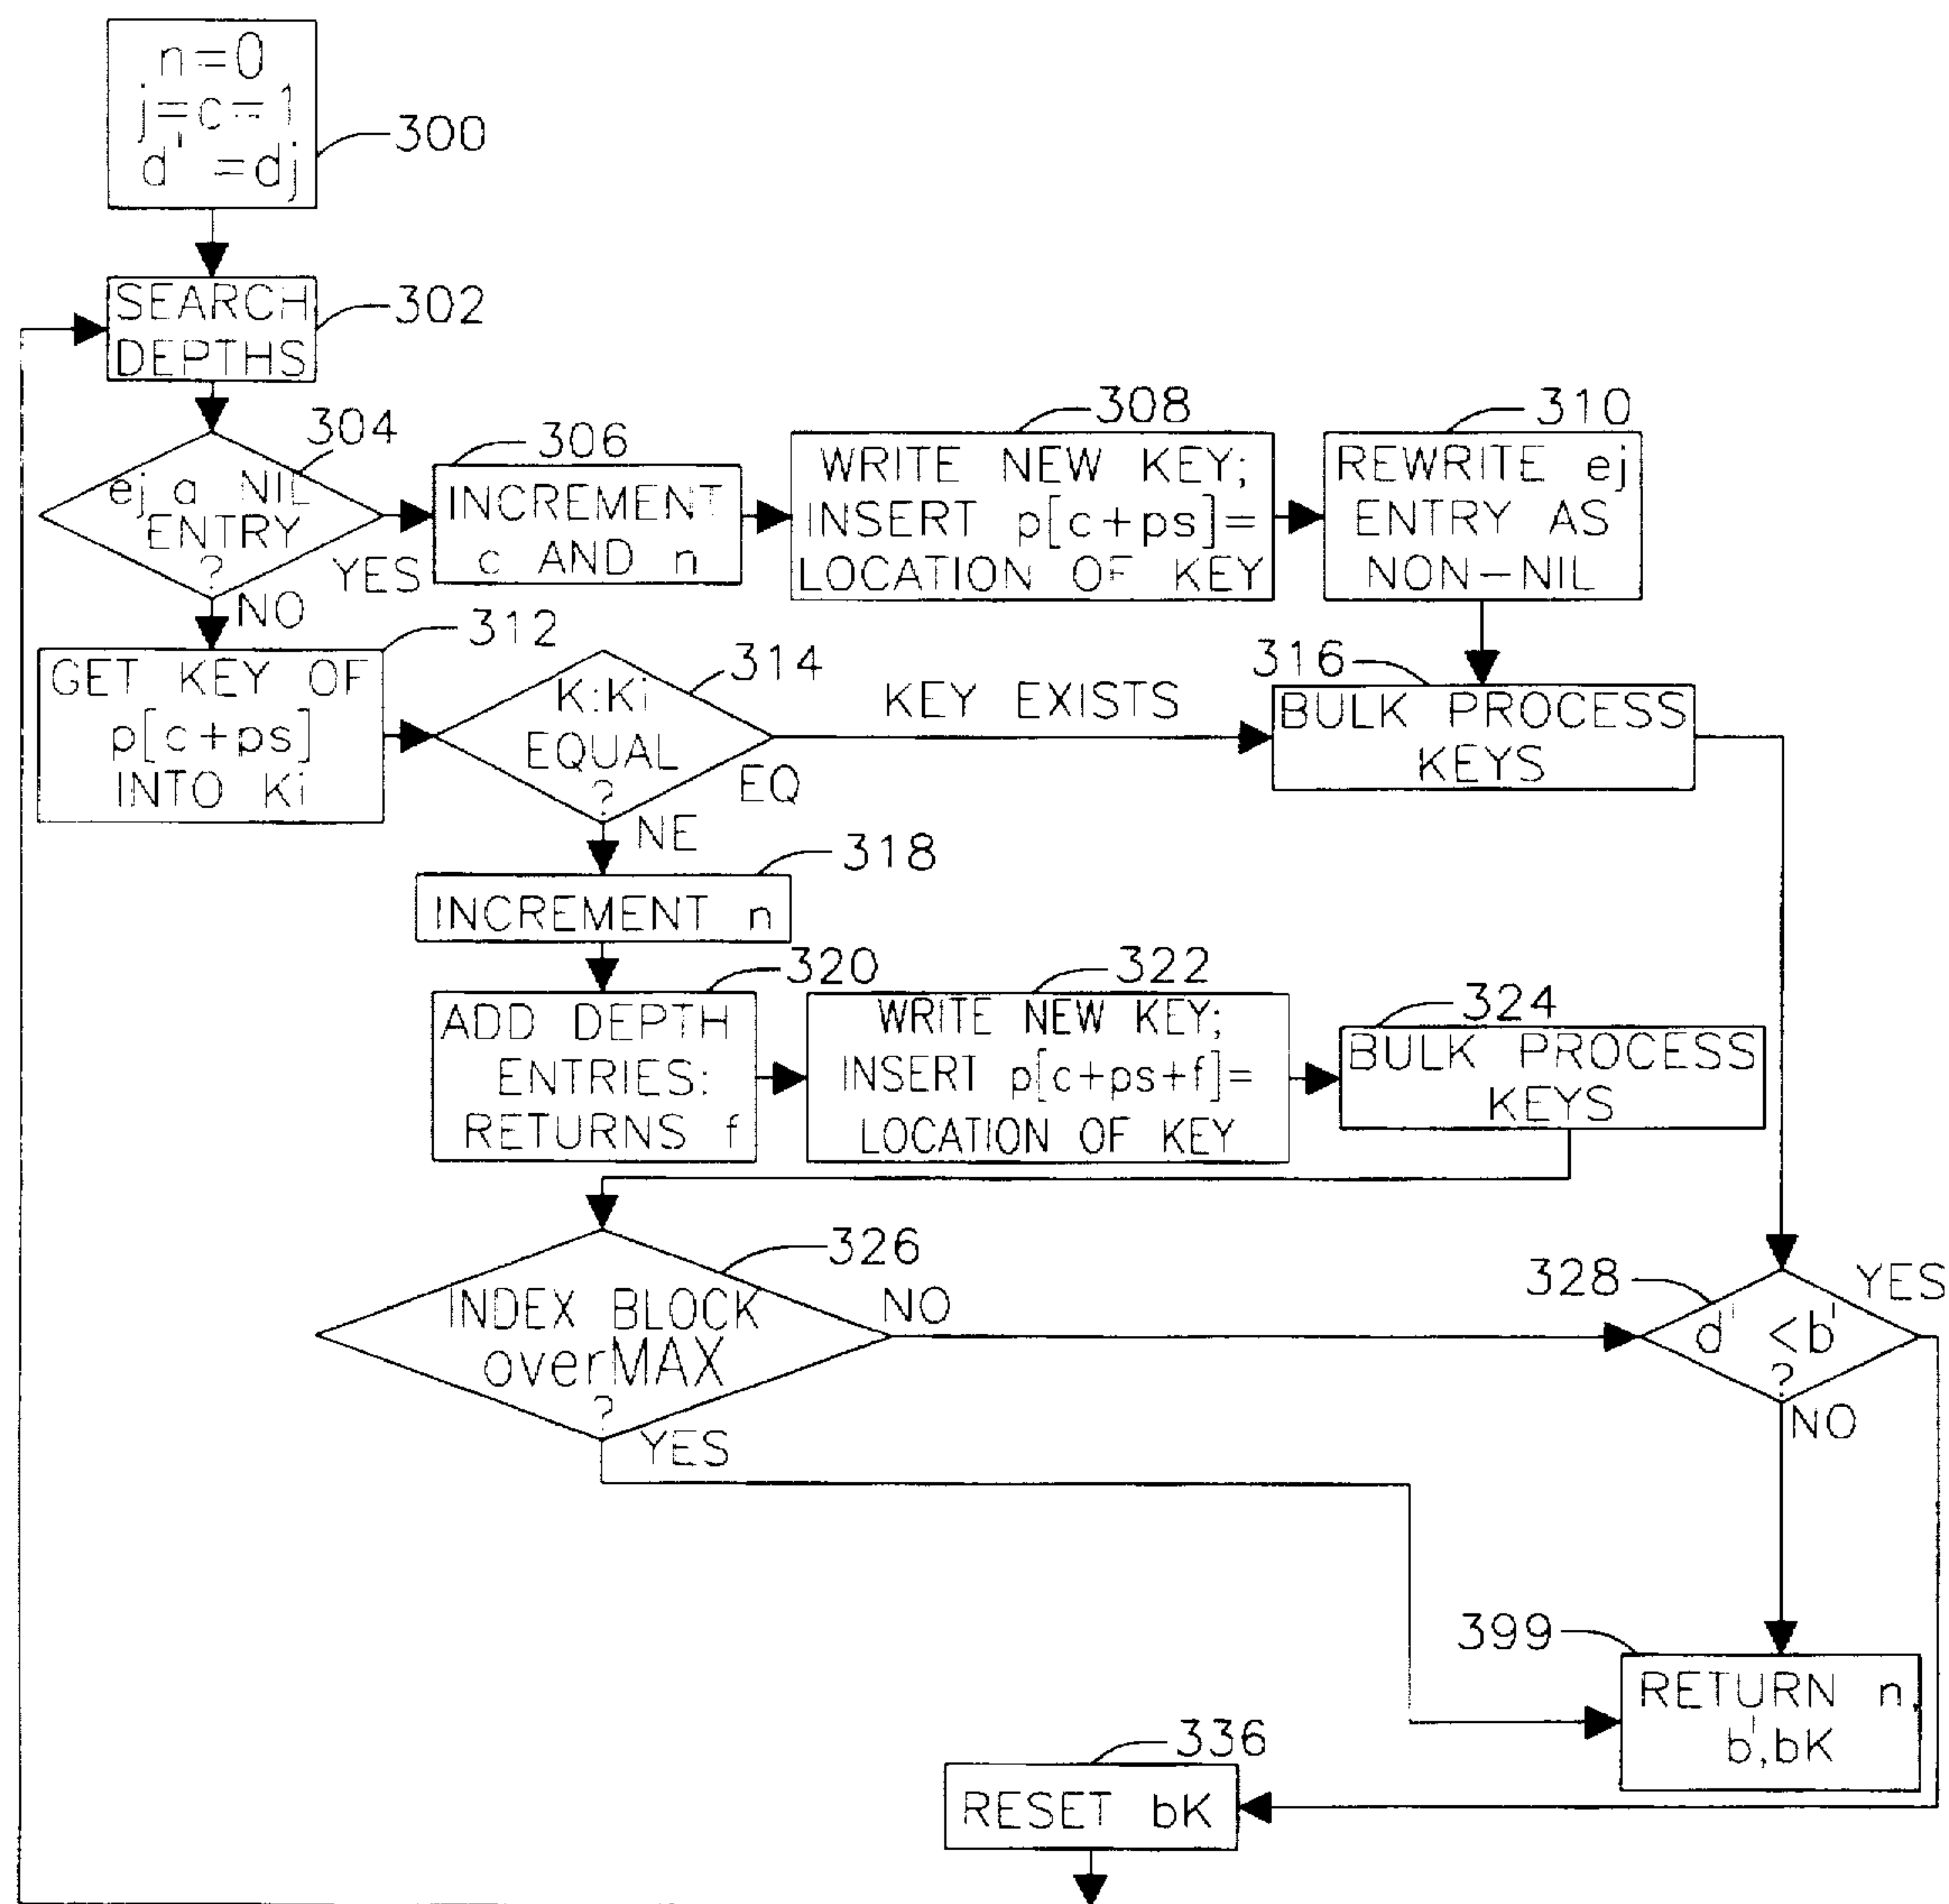 n=0
j=c=1
d' =dj
300
SEARCH
DEPTHS
302
304
ej a NIL
ENTRY
?
YES
NO
306
INCREMENT
c AND n
308
WRITE NEW KEY;
INSERT p[c+ps]=
LOCATION OF KEY
310
REWRITE ej
ENTRY AS
NON-NIL
312
GET KEY OF
p[c+ps]
INTO Ki
314
K:Ki
EQUAL
?
EQ
NE
KEY EXISTS
316
BULK PROCESS
KEYS
318
INCREMENT n
320
ADD DEPTH
ENTRIES:
RETURNS f
322
WRITE NEW KEY;
INSERT p[c+ps+f]=
LOCATION OF KEY
324
BULK PROCESS
KEYS
326
INDEX BLOCK
overMAX
?
NO
YES
328
d' <b'
?
YES
NO
399
RETURN n,
b',bK
336
RESET bK